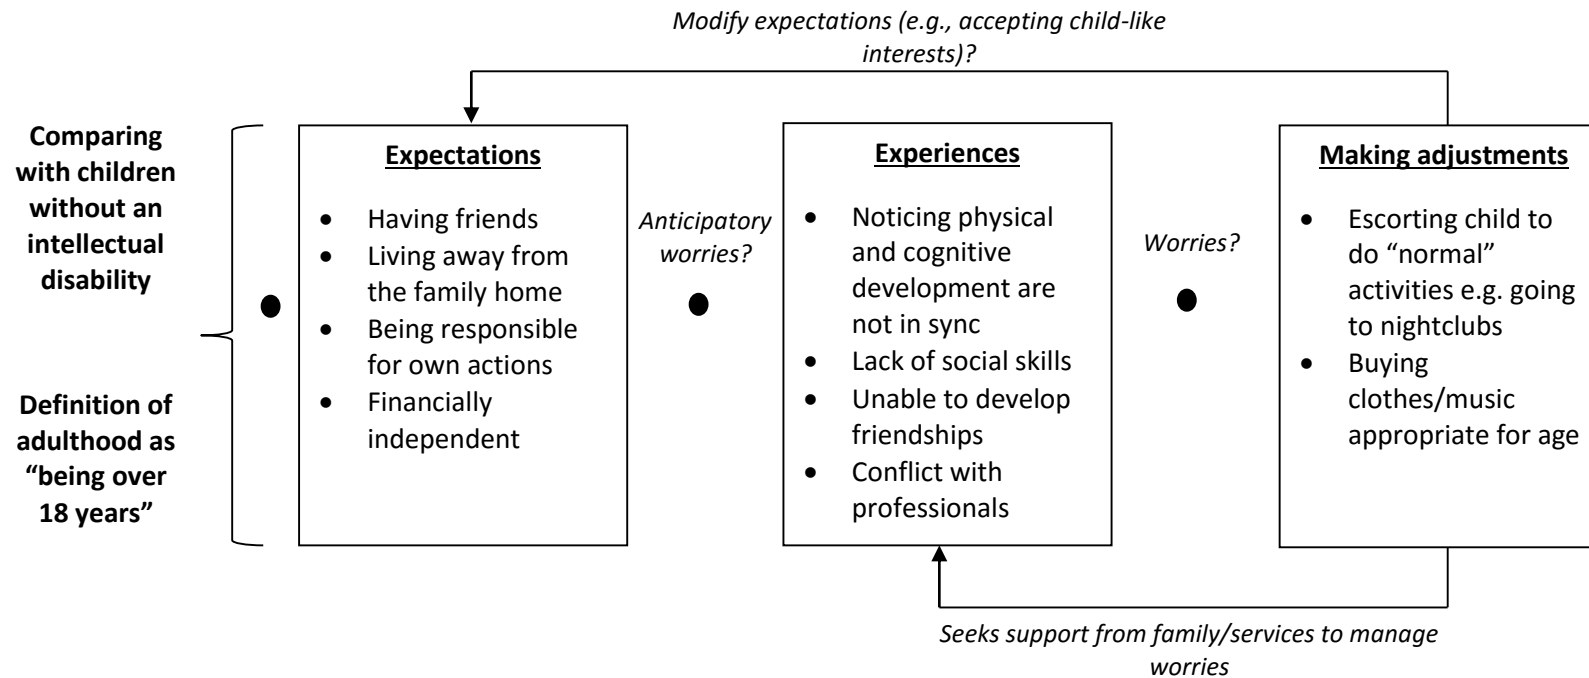 Modify expectations (e.g., accepting child-like
interests)?
Comparing
with children
without an
intellectual
disability
Definition of
adulthood as
“being over
18 years”
Expectations
• Having friends
• Living away from
the family home
• Being responsible
for own actions
• Financially
independent
Anticipatory
worries?
Experiences
• Noticing physical
and cognitive
development are
not in sync
• Lack of social skills
• Unable to develop
friendships
• Conflict with
professionals
Worries?
Making adjustments
• Escorting child to
do “normal”
activities e.g. going
to nightclubs
• Buying
clothes/music
appropriate for age
Seeks support from family/services to manage
worries